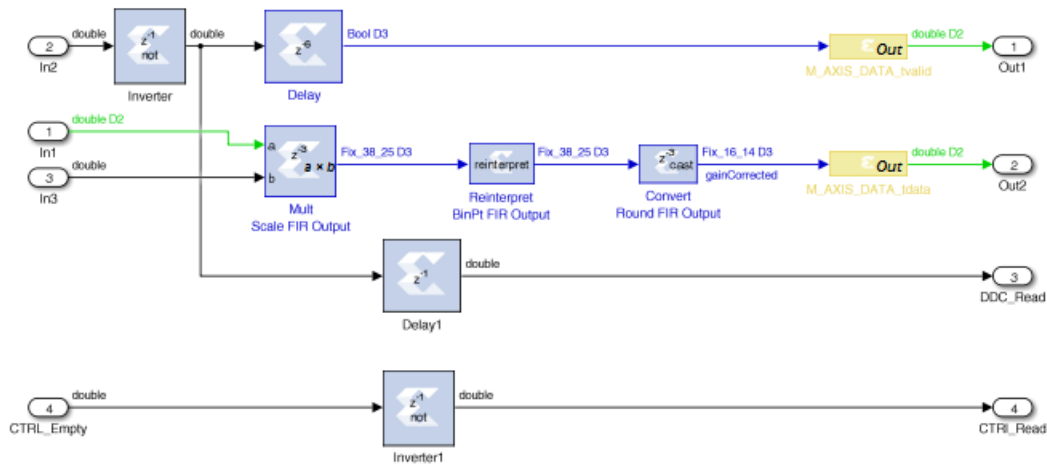 2
In2
double
z-1
not
Inverter
double
z-6
Delay
Bool D3
Out
M_AXIS_DATA_tvalid
double D2
1
Out1
1
In1
double D2
3
In3
double
a
b
z-3
a × b
Mult
Scale FIR Output
Fix_38_25 D3
reinterpret
Reinterpret
BinPt FIR Output
Fix_38_25 D3
z-3
cast
Convert
Round FIR Output
Fix_16_14 D3
gainCorrected
Out
M_AXIS_DATA_tdata
double D2
2
Out2
z-1
Delay1
double
3
DDC_Read
4
CTRL_Empty
double
z-1
not
Inverter1
double
4
CTRl_Read